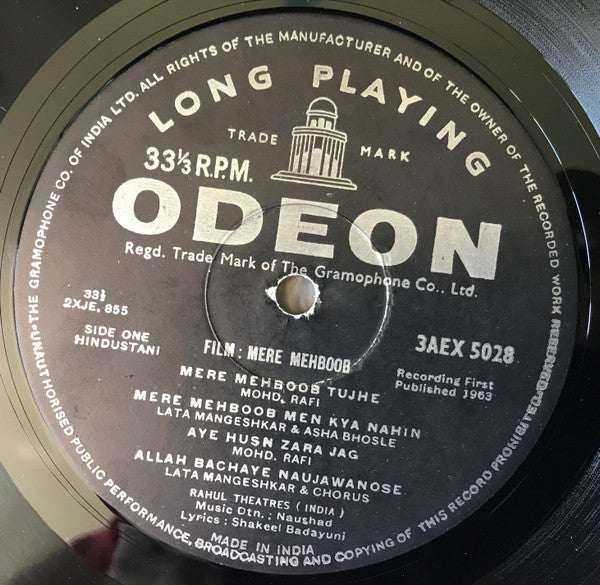 LONG PLAYING
TRADE MARK
33⅓ R.P.M.
ODEON
Regd. Trade Mark of The Gramophone Co., Ltd.
33⅓
2XJE. 855
SIDE ONE
HINDUSTANI
3AEX 5028
Recording First
Published 1963
FILM : MERE MEHBOOB
MERE MEHBOOB TUJHE
MOHD. RAFI
MERE MEHBOOB MEN KYA NAHIN
LATA MANGESHKAR & ASHA BHOSLE
AYE HUSN ZARA JAG
MOHD. RAFI
ALLAH BACHAYE NAUJAWANOSE
LATA MANGESHKAR & CHORUS
RAHUL THEATRES (INDIA)
Music Dtn.: Naushad
Lyrics : Shakeel Badayuni
MADE IN INDIA
THE GRAMOPHONE CO. OF INDIA LTD. ALL RIGHTS OF THE MANUFACTURER AND OF THE OWNER OF THE RECORDED WORK RESERVED. UNAUTHORISED PUBLIC PERFORMANCE, BROADCASTING AND COPYING OF THIS RECORD PROHIBITED